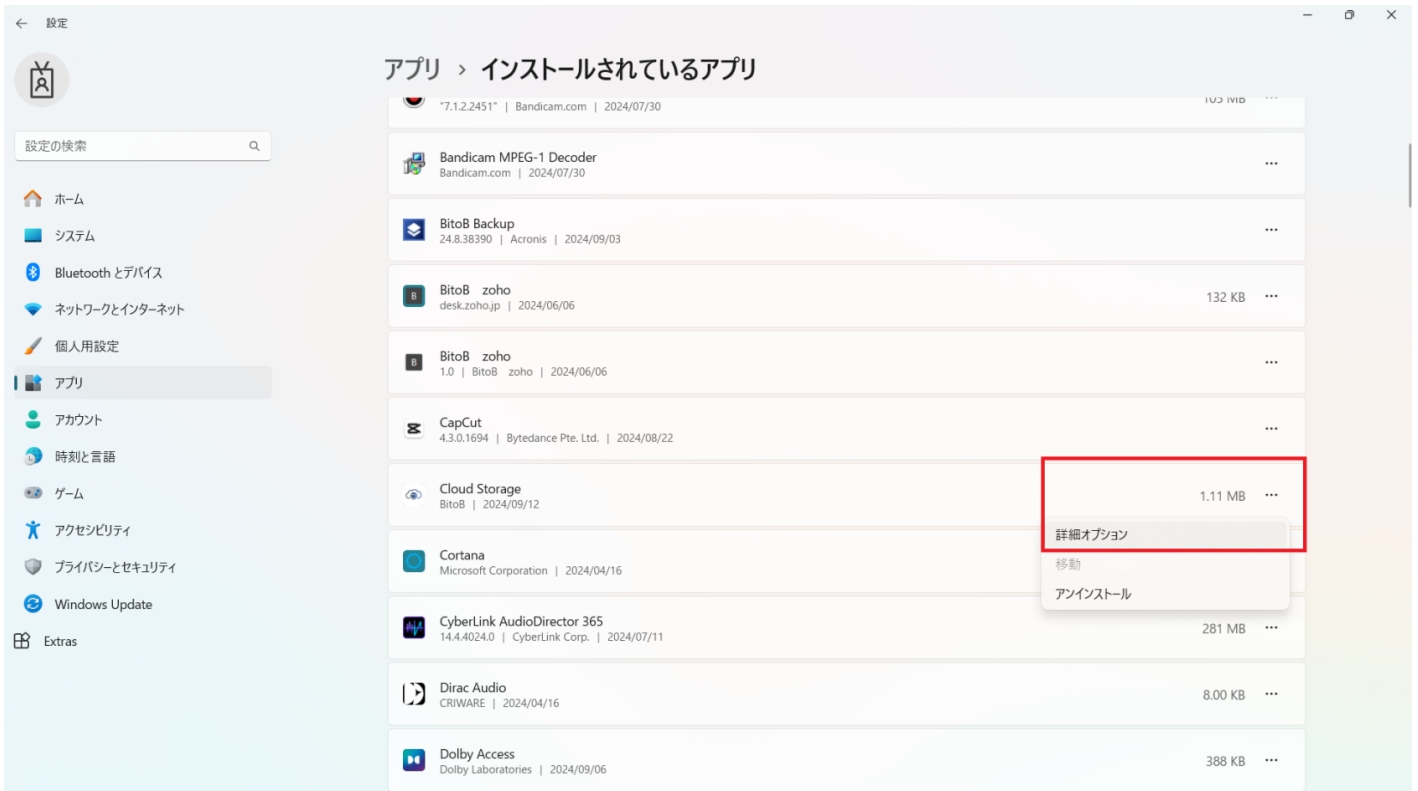 設定
設定の検索
ホーム
システム
Bluetooth とデバイス
ネットワークとインターネット
個人用設定
アプリ
アカウント
時刻と言語
ゲーム
アクセシビリティ
プライバシーとセキュリティ
Windows Update
Extras
アプリ › インストールされているアプリ
"7.1.2.2451" | Bandicam.com | 2024/07/30
105 MB
Bandicam MPEG-1 Decoder
Bandicam.com | 2024/07/30
BitoB Backup
24.8.38390 | Acronis | 2024/09/03
BitoB　zoho
desk.zoho.jp | 2024/06/06
132 KB
BitoB　zoho
1.0 | BitoB　zoho | 2024/06/06
CapCut
4.3.0.1694 | Bytedance Pte. Ltd. | 2024/08/22
Cloud Storage
BitoB | 2024/09/12
1.11 MB
詳細オプション
移動
アンインストール
Cortana
Microsoft Corporation | 2024/04/16
CyberLink AudioDirector 365
14.4.4024.0 | CyberLink Corp. | 2024/07/11
281 MB
Dirac Audio
CRIWARE | 2024/04/16
8.00 KB
Dolby Access
Dolby Laboratories | 2024/09/06
388 KB